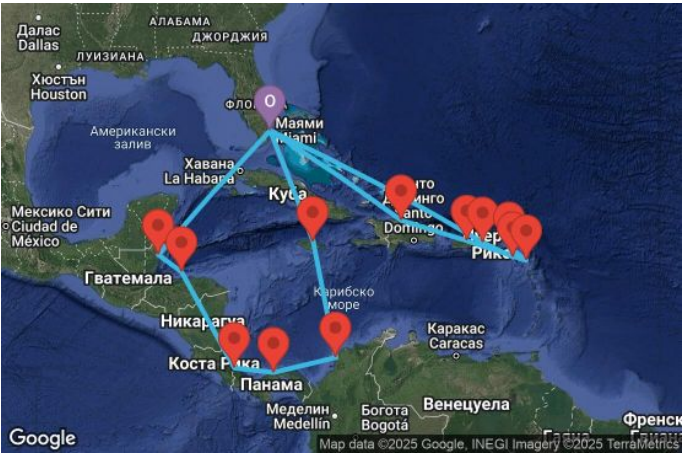 Далас
Dallas
АЛАБАМА
ДЖОРДЖИЯ
ЛУИЗИАНА
Хюстън
Houston
Маями
Miami
Американски
залив
Хавана
La Habana
Куба
Domingo
Мексико Сити
Ciudad de
México
Гватемала
Карибско
море
Никарагуа
Каракас
Caracas
Коста Рика
Панама
Меделин
Medellín
Богота
Bogotá
Венецуела
Google
Map data ©2025 Google, INEGI Imagery ©2025 TerraMetrics